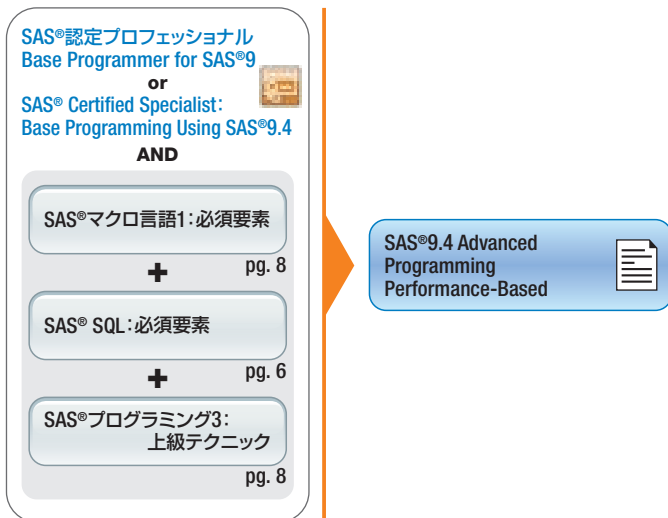 SAS®認定プロフェッショナル
Base Programmer for SAS®9
or
SAS® Certified Specialist:
Base Programming Using SAS®9.4
AND
SAS®マクロ言語1:必須要素
+
pg. 8
SAS® SQL:必須要素
+
pg. 6
SAS®プログラミング3:
上級テクニック
pg. 8
SAS®9.4 Advanced
Programming
Performance-Based